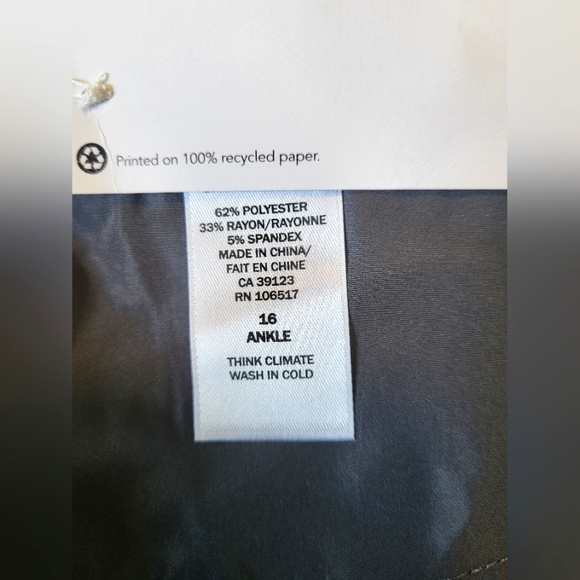 Printed on 100% recycled paper.
62% POLYESTER
33% RAYON/RAYONNE
5% SPANDEX
MADE IN CHINA/
FAIT EN CHINE
CA 39123
RN 106517
16
ANKLE
THINK CLIMATE
WASH IN COLD